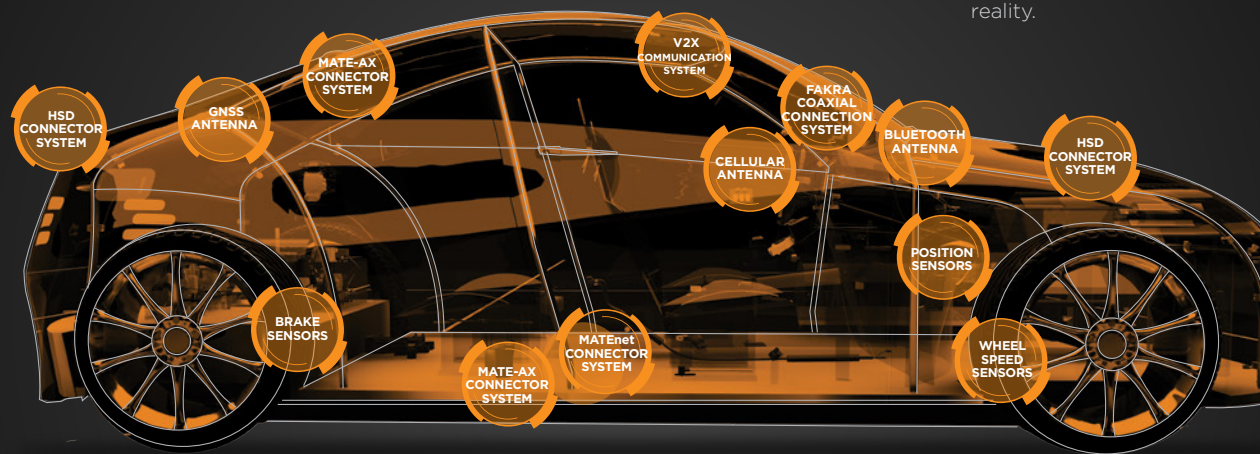 reality.
HSD
CONNECTOR
SYSTEM
GNSS
ANTENNA
MATE-AX
CONNECTOR
SYSTEM
V2X
COMMUNICATION
SYSTEM
FAKRA
COAXIAL
CONNECTION
SYSTEM
CELLULAR
ANTENNA
BLUETOOTH
ANTENNA
HSD
CONNECTOR
SYSTEM
POSITION
SENSORS
BRAKE
SENSORS
MATE-AX
CONNECTOR
SYSTEM
MATEnet
CONNECTOR
SYSTEM
WHEEL
SPEED
SENSORS